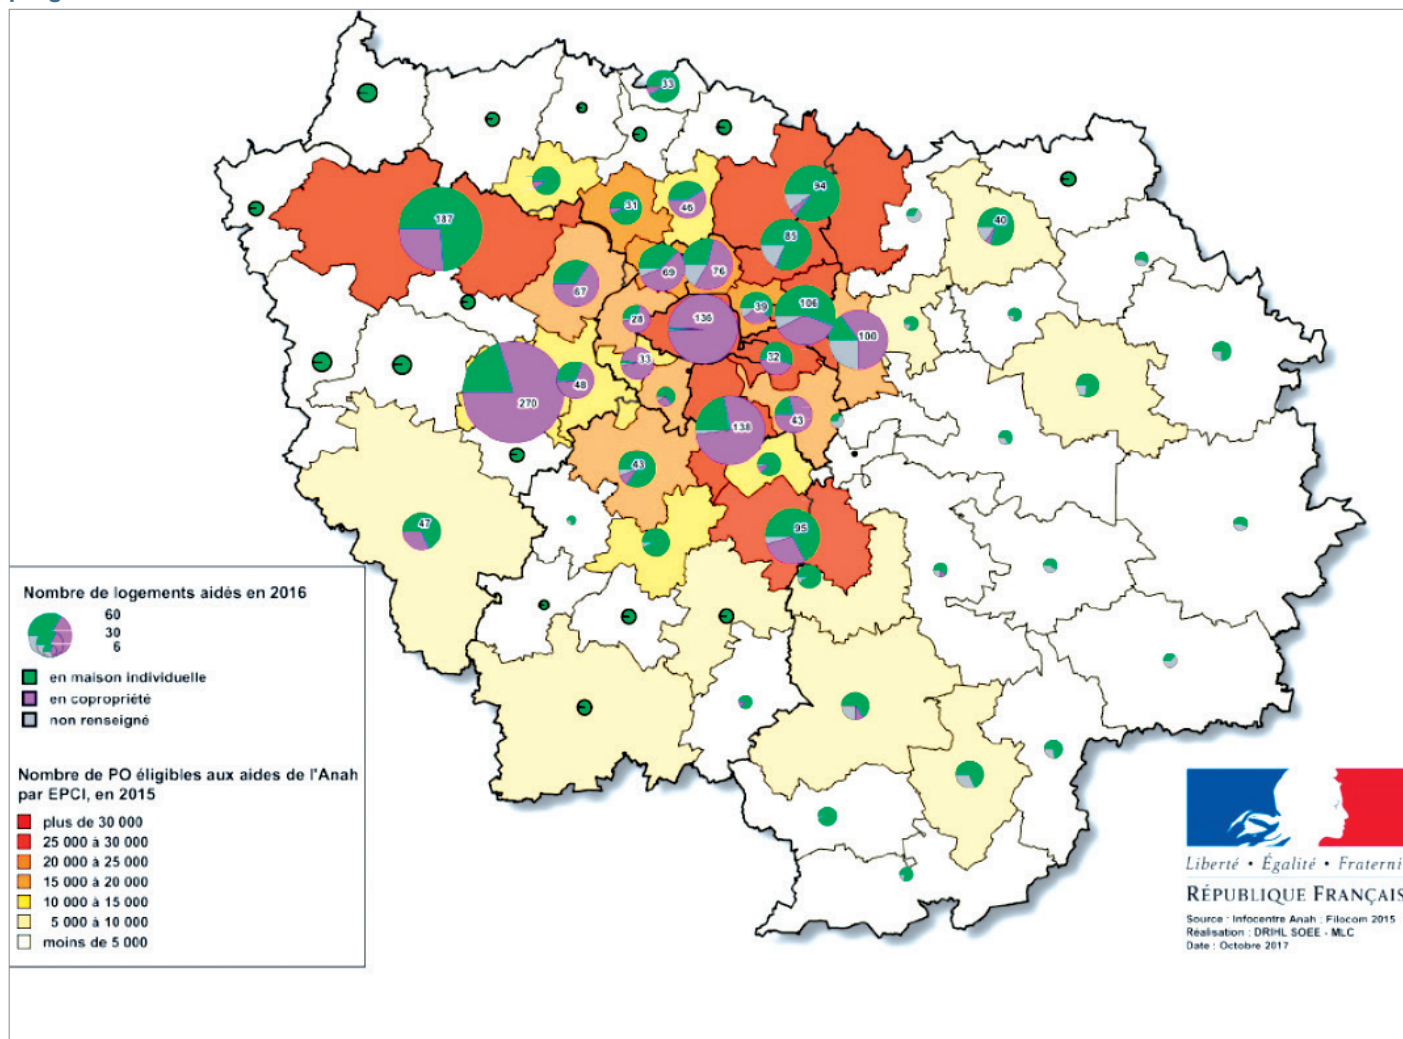 33
94
187
31
46
40
85
69
76
67
106
39
28
136
100
33
32
48
270
43
138
43
47
95
Nombre de logements aidés en 2016
60
30
6
en maison individuelle
en copropriété
non renseigné
Nombre de PO éligibles aux aides de l'Anah
par EPCI, en 2015
plus de 30 000
25 000 à 30 000
20 000 à 25 000
15 000 à 20 000
10 000 à 15 000
5 000 à 10 000
moins de 5 000
Liberté • Égalité • Fraterni
RÉPUBLIQUE FRANÇAIS
Source : Infocentre Anah ; Filocom 2015
Réalisation : DRIHL SOEE - MLC
Date : Octobre 2017